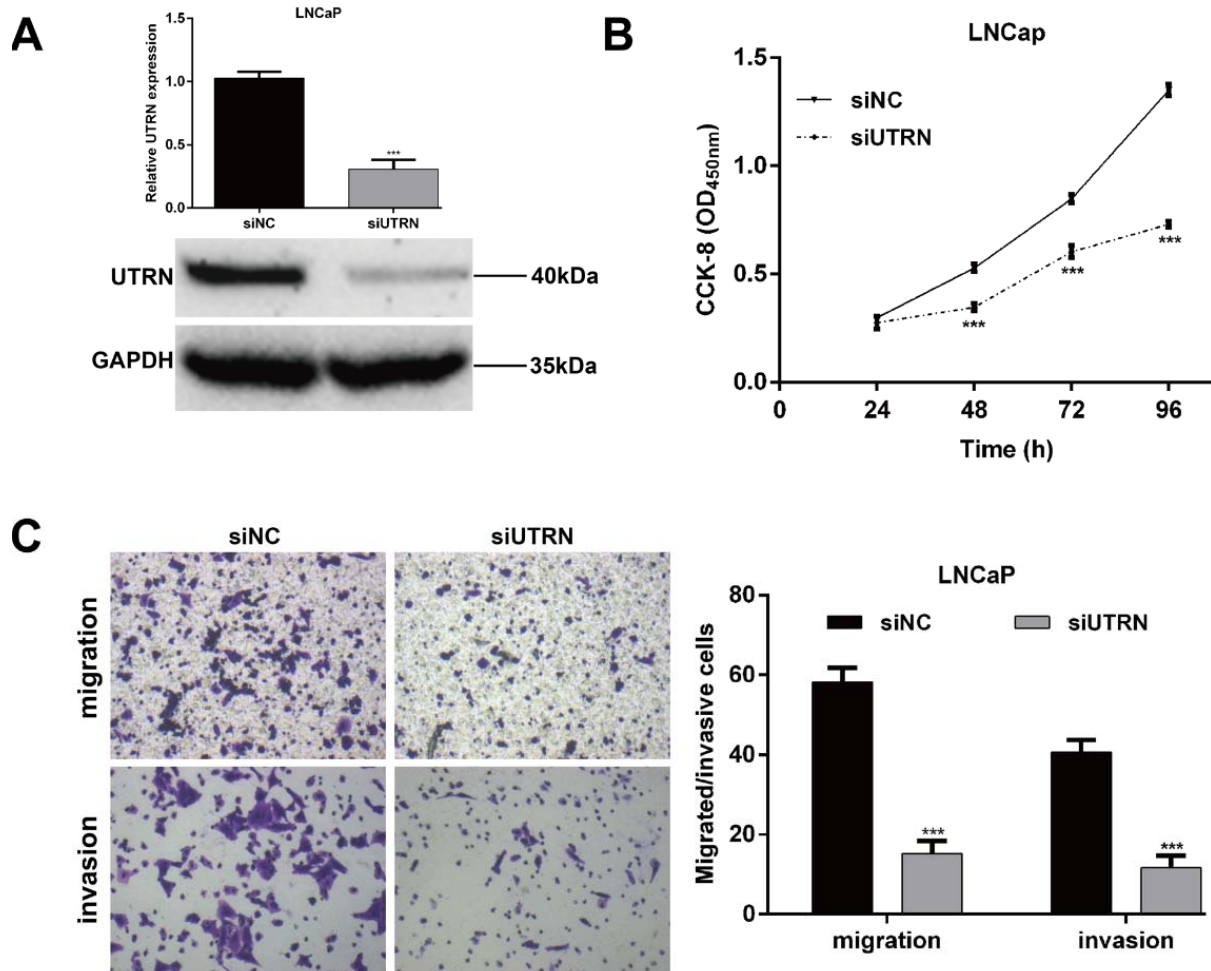 A
LNCaP
Relative UTRN expression
1.5
1.0
0.5
0.0
***
siNC
siUTRN
UTRN
40kDa
GAPDH
35kDa
B
LNCap
siNC
siUTRN
CCK-8 (OD450nm)
1.5
1.0
0.5
0.0
***
***
***
0
24
48
72
96
Time (h)
C
siNC
siUTRN
migration
invasion
LNCaP
siNC
siUTRN
Migrated/invasive cells
80
60
40
20
0
***
***
migration
invasion